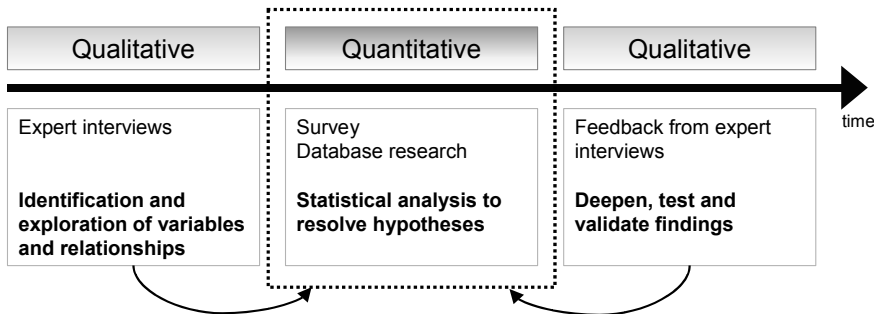 Qualitative
Quantitative
Qualitative
time
Expert interviews
Identification and
exploration of variables
and relationships
Survey
Database research
Statistical analysis to
resolve hypotheses
Feedback from expert
interviews
Deepen, test and
validate findings